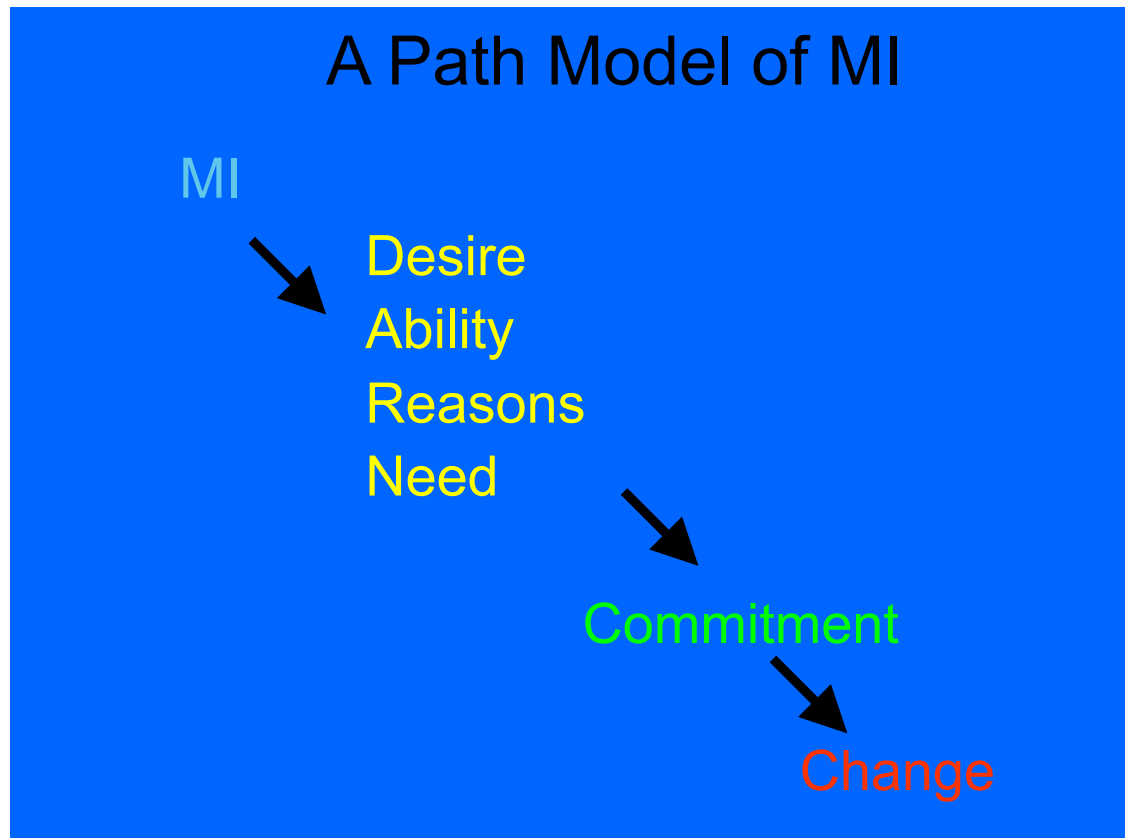 A Path Model of MI
MI
Desire
Ability
Reasons
Need
Commitment
Change